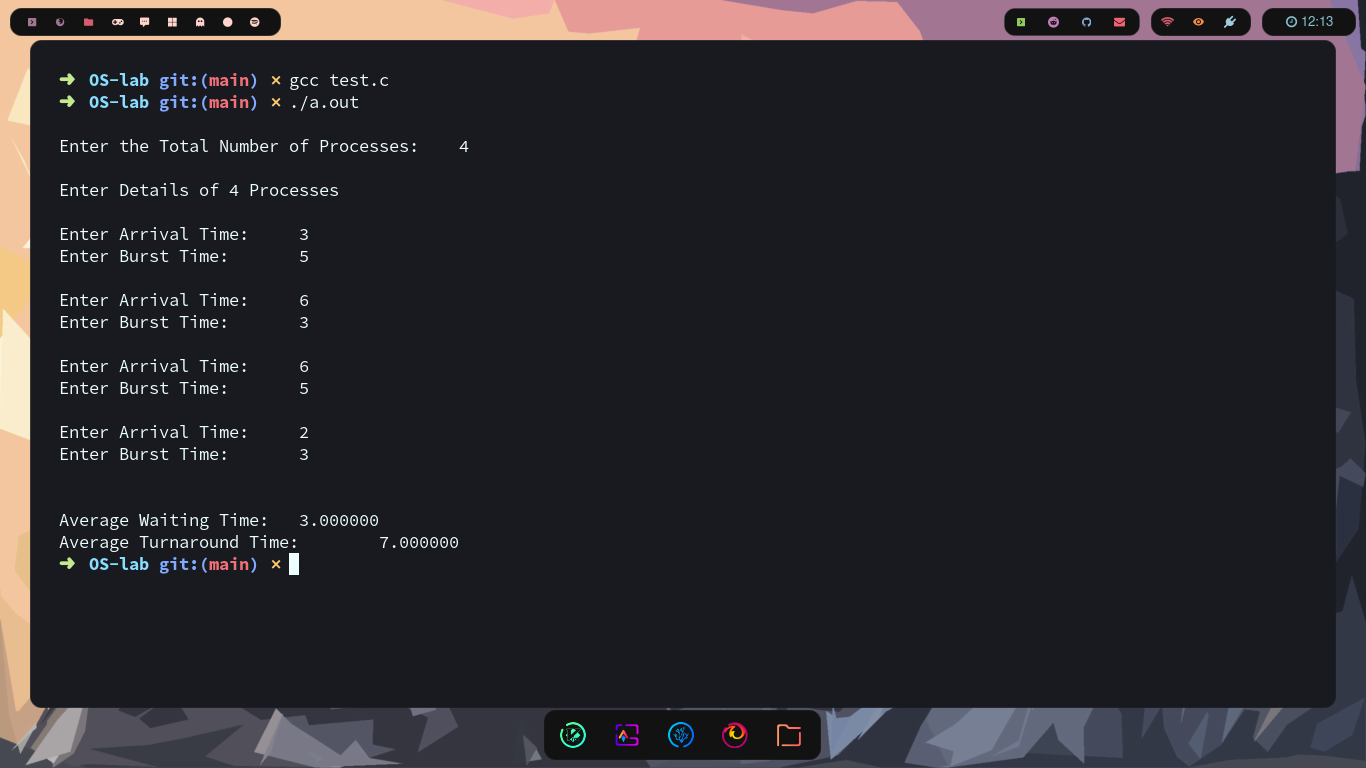 12:13
➜ OS-lab git:(main) × gcc test.c
➜ OS-lab git:(main) × ./a.out
Enter the Total Number of Processes: 4
Enter Details of 4 Processes
Enter Arrival Time: 3
Enter Burst Time: 5
Enter Arrival Time: 6
Enter Burst Time: 3
Enter Arrival Time: 6
Enter Burst Time: 5
Enter Arrival Time: 2
Enter Burst Time: 3
Average Waiting Time: 3.000000
Average Turnaround Time: 7.000000
➜ OS-lab git:(main) ×